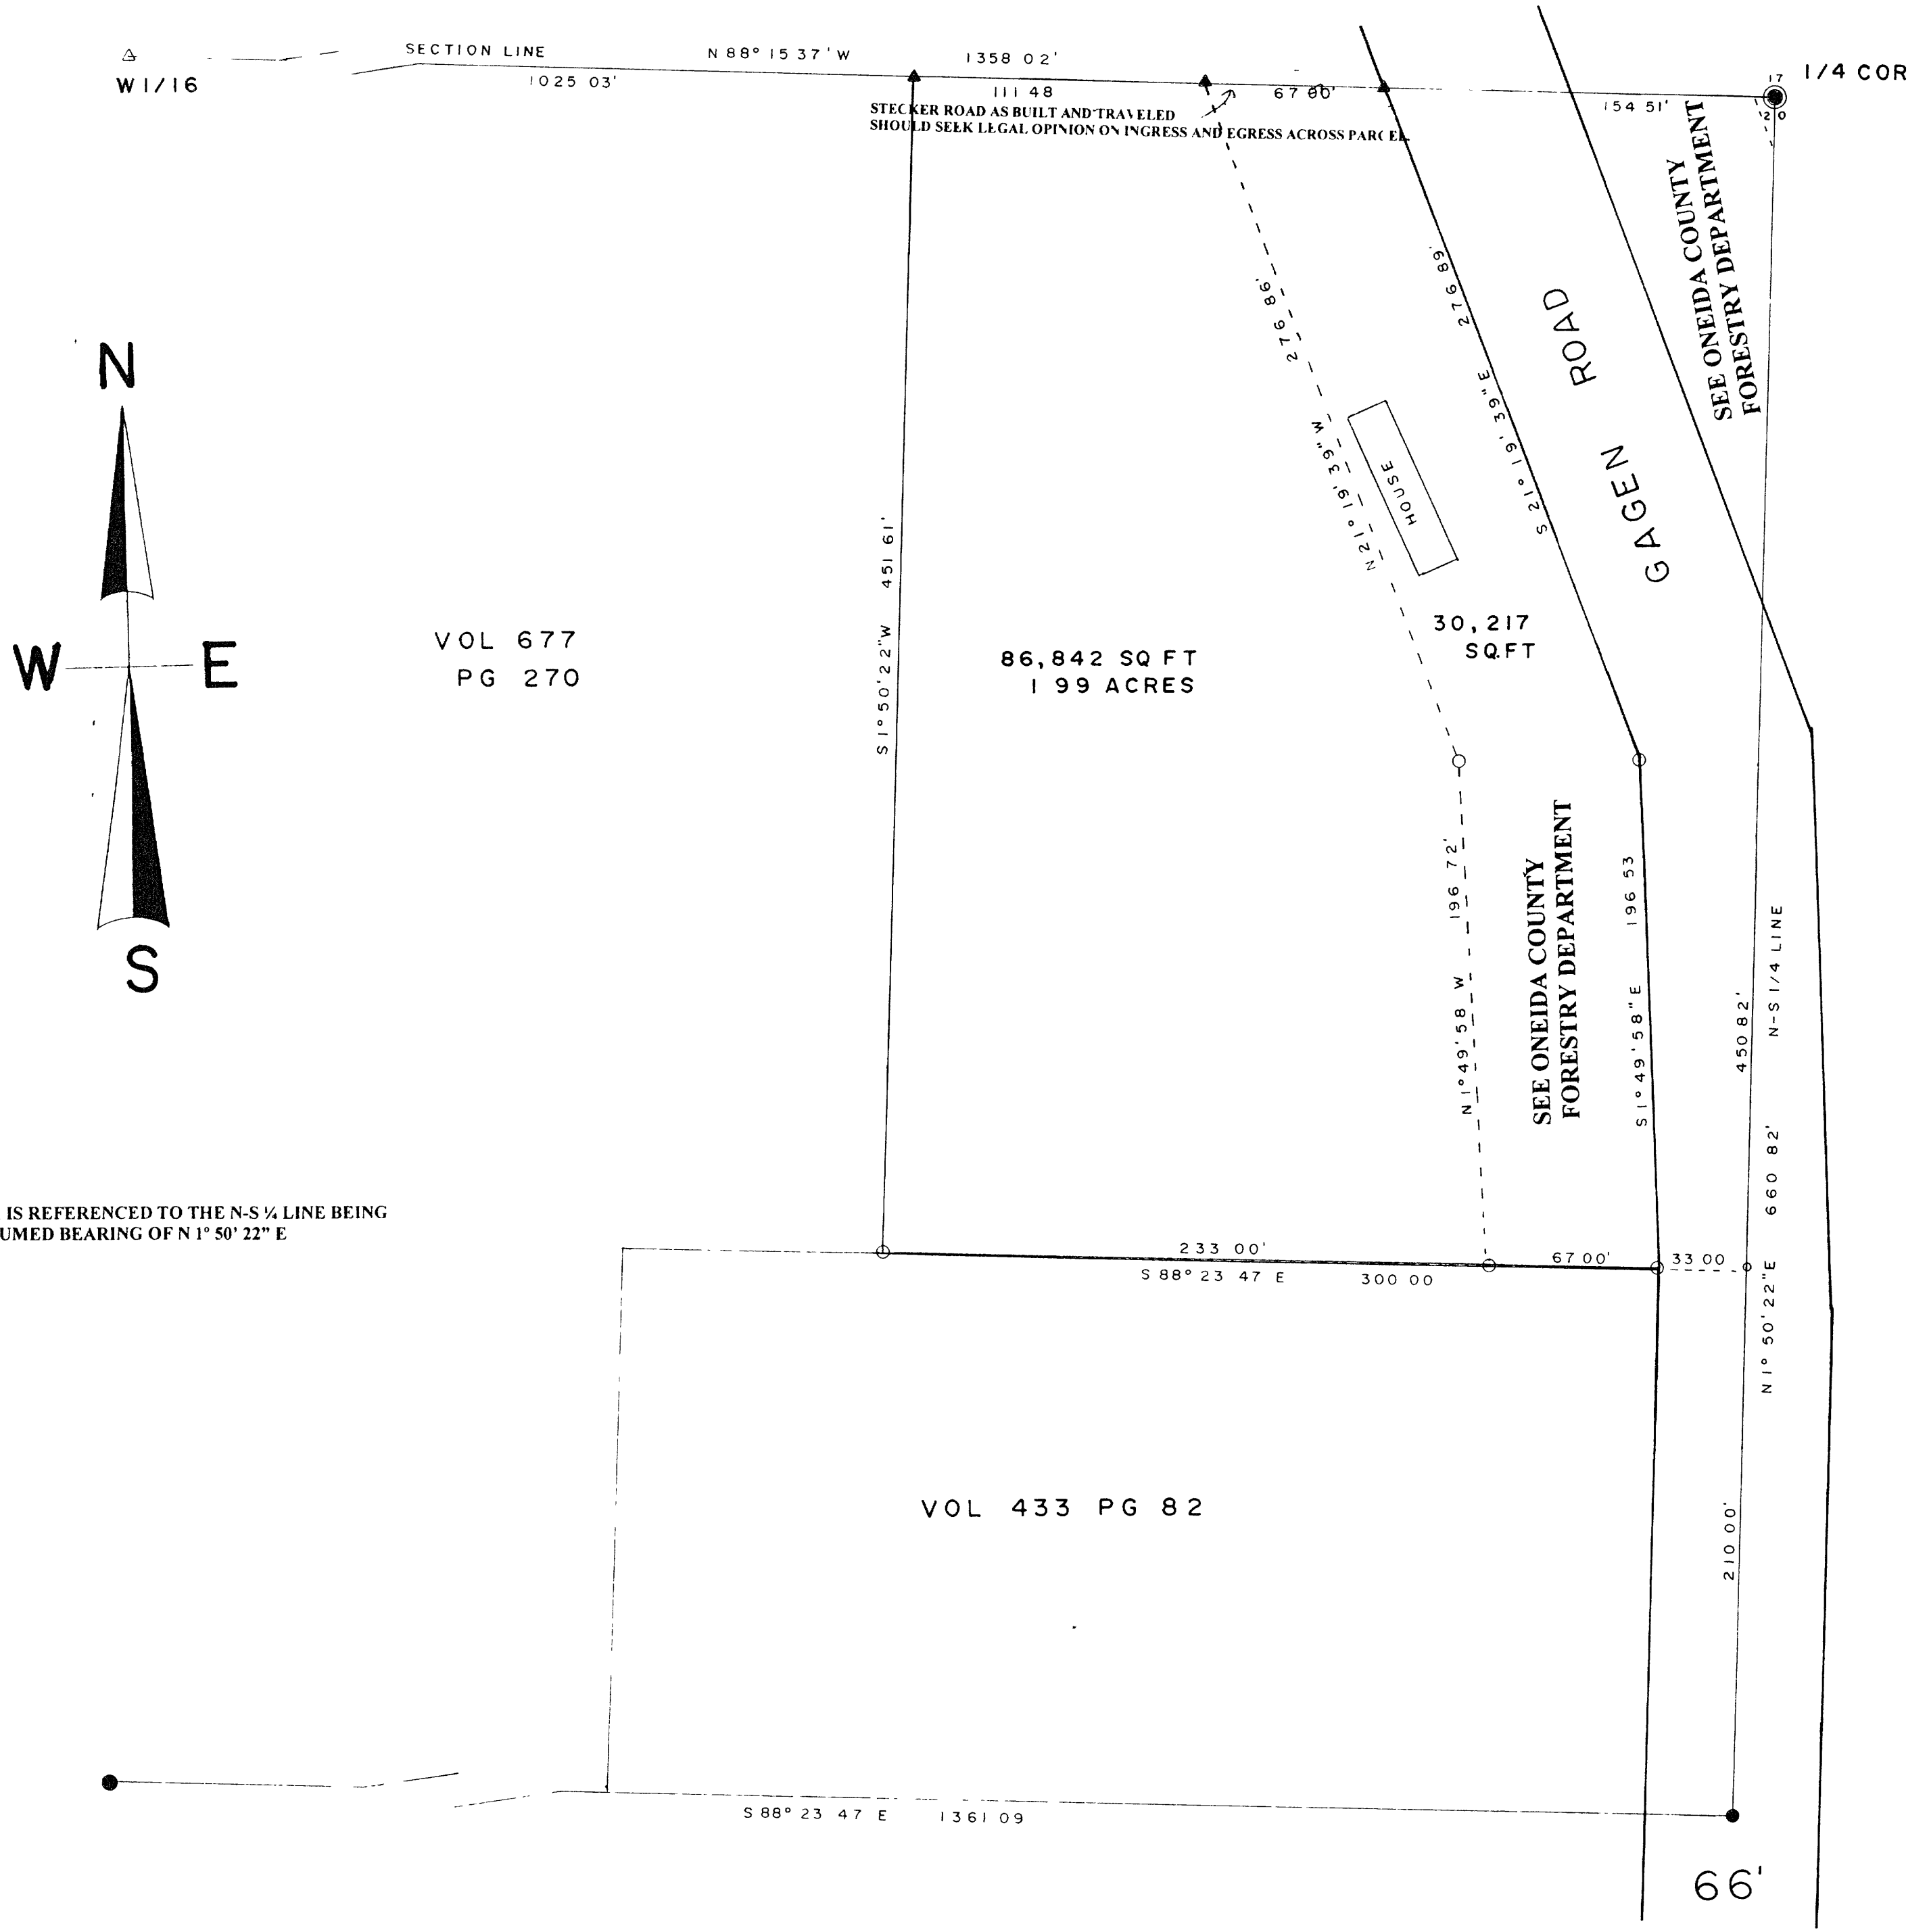 SECTION LINE
N 88° 15 37' W
1358 02'
1/4 COR
W 1/16
1025 03'
111 48
67 00'
154 51'
17
20
STECKER ROAD AS BUILT AND TRAVELED
SHOULD SEEK LEGAL OPINION ON INGRESS AND EGRESS ACROSS PARCEL
SEE ONEIDA COUNTY
FORESTRY DEPARTMENT
276 86'
276 89'
GAGEN ROAD
N
N 21° 19' 39" W
S 21° 19' 39" E
HOUSE
S 1° 50' 22" W 451 61'
VOL 677
PG 270
W E
86,842 SQ FT
1 99 ACRES
30,217
SQ.FT
S
N 1° 49' 58 W 196 72'
SEE ONEIDA COUNTY
FORESTRY DEPARTMENT
S 1° 49' 58" E 196 53
450 82'
N-S 1/4 LINE
IS REFERENCED TO THE N-S ¼ LINE BEING
UMED BEARING OF N 1° 50' 22” E
233 00'
67 00'
33 00
S 88° 23 47 E 300 00
N 1° 50' 22" E 660 82'
VOL 433 PG 82
210 00'
S 88° 23 47 E 1361 09
66'